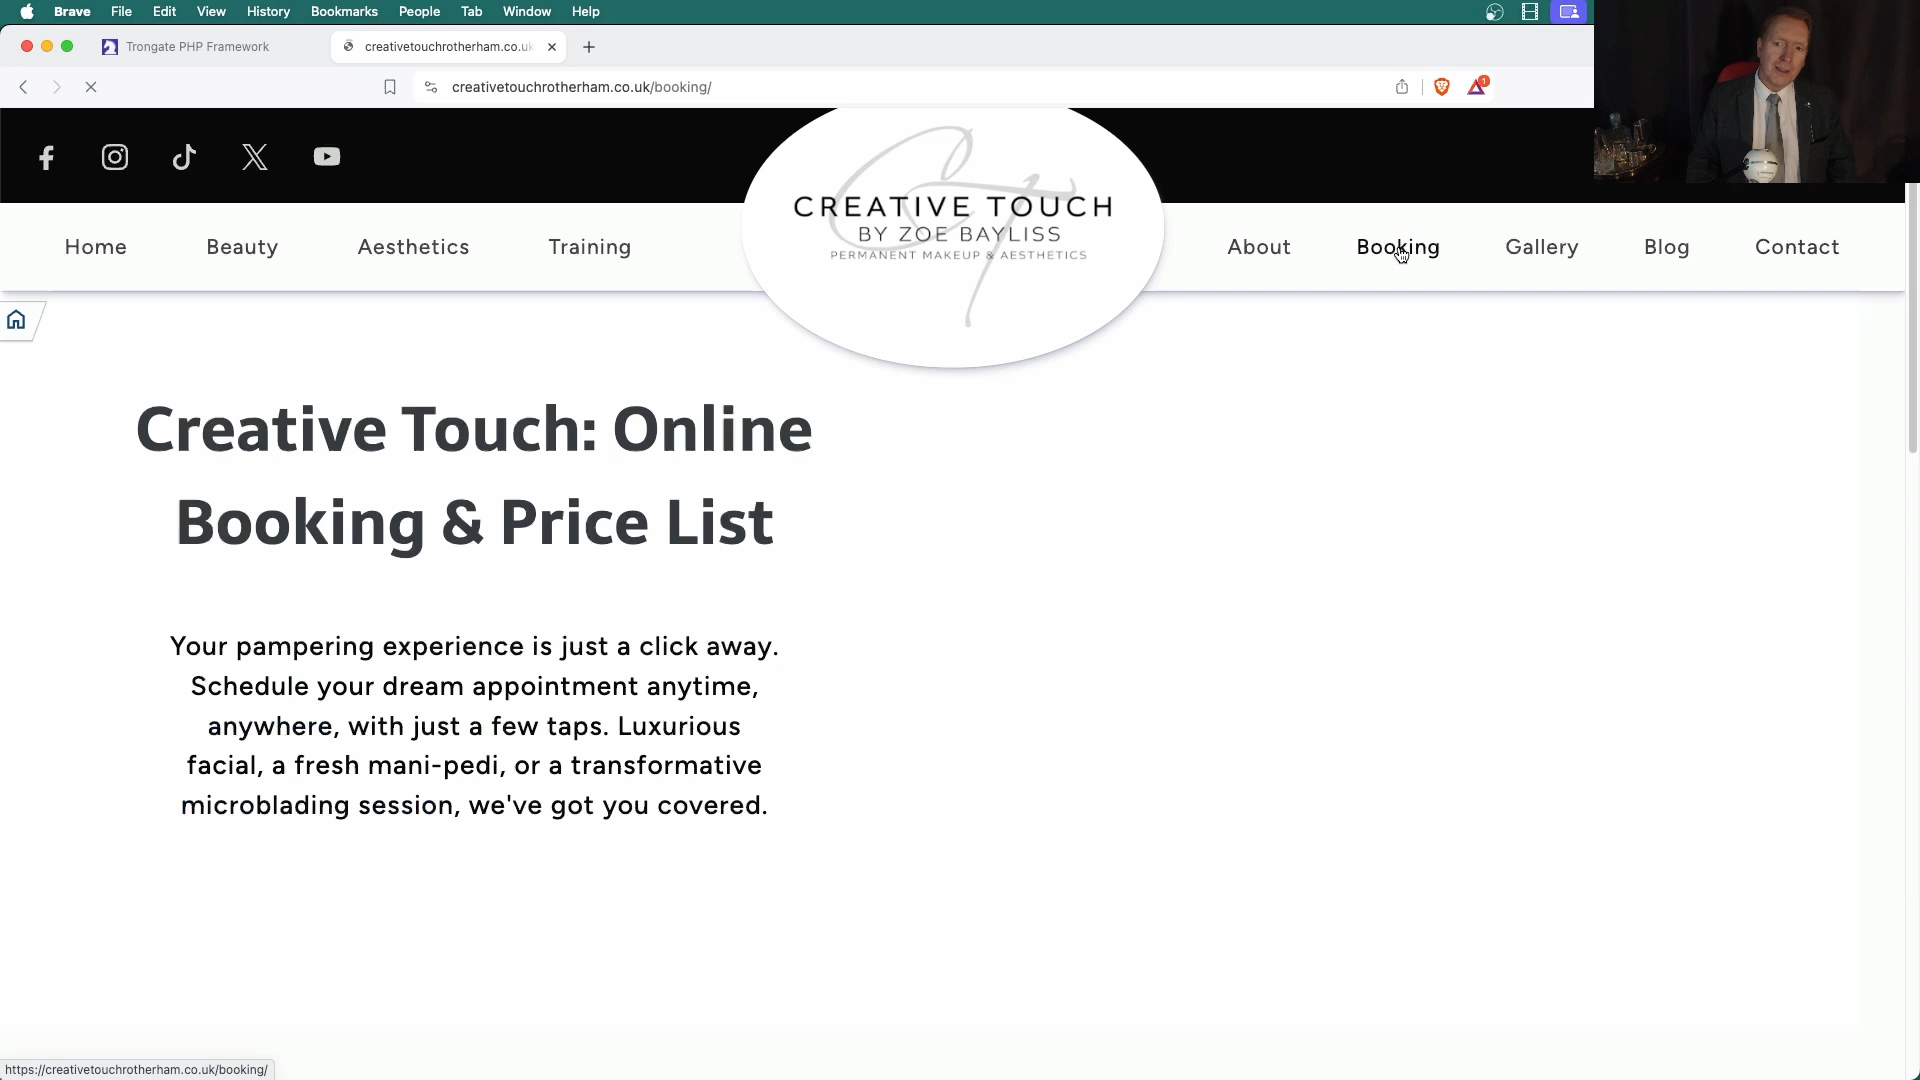 Brave File Edit View History Bookmarks People Tab Window Help
Trongate PHP Framework
creativetouchrotherham.co.uk
creativetouchrotherham.co.uk/booking/
1
CREATIVE TOUCH
BY ZOE BAYLISS
PERMANENT MAKEUP & AESTHETICS
Home Beauty Aesthetics Training About Booking Gallery Blog Contact
Creative Touch: Online
Booking & Price List
Your pampering experience is just a click away.
Schedule your dream appointment anytime,
anywhere, with just a few taps. Luxurious
facial, a fresh mani-pedi, or a transformative
microblading session, we've got you covered.
https://creativetouchrotherham.co.uk/booking/